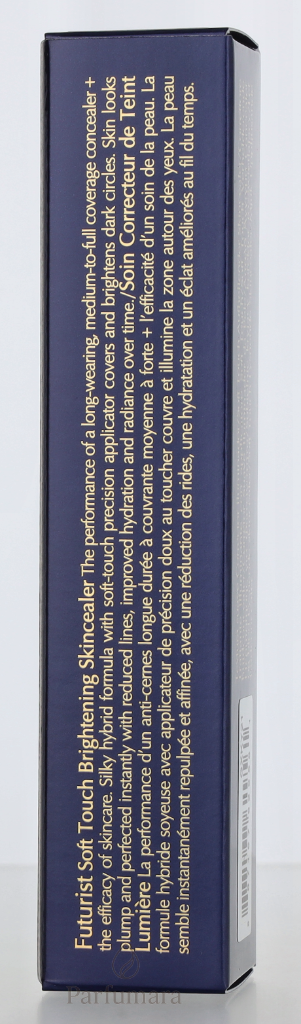 Futurist Soft Touch Brightening Skincealer The performance of a long-wearing, medium-to-full coverage concealer +
the efficacy of skincare. Silky hybrid formula with soft-touch precision applicator covers and brightens dark circles. Skin looks
plump and perfected instantly with reduced lines, improved hydration and radiance over time./Soin Correcteur de Teint
Lumière La performance d'un anti-cernes longue durée à couvrante moyenne à forte + l'efficacité d'un soin de la peau. La
formule hybride soyeuse avec applicateur de précision doux au toucher couvre et illumine la zone autour des yeux. La peau
semble instantanément repulpée et affinée, avec une réduction des rides, une hydratation et un éclat améliorés au fil du temps.
Parfumara